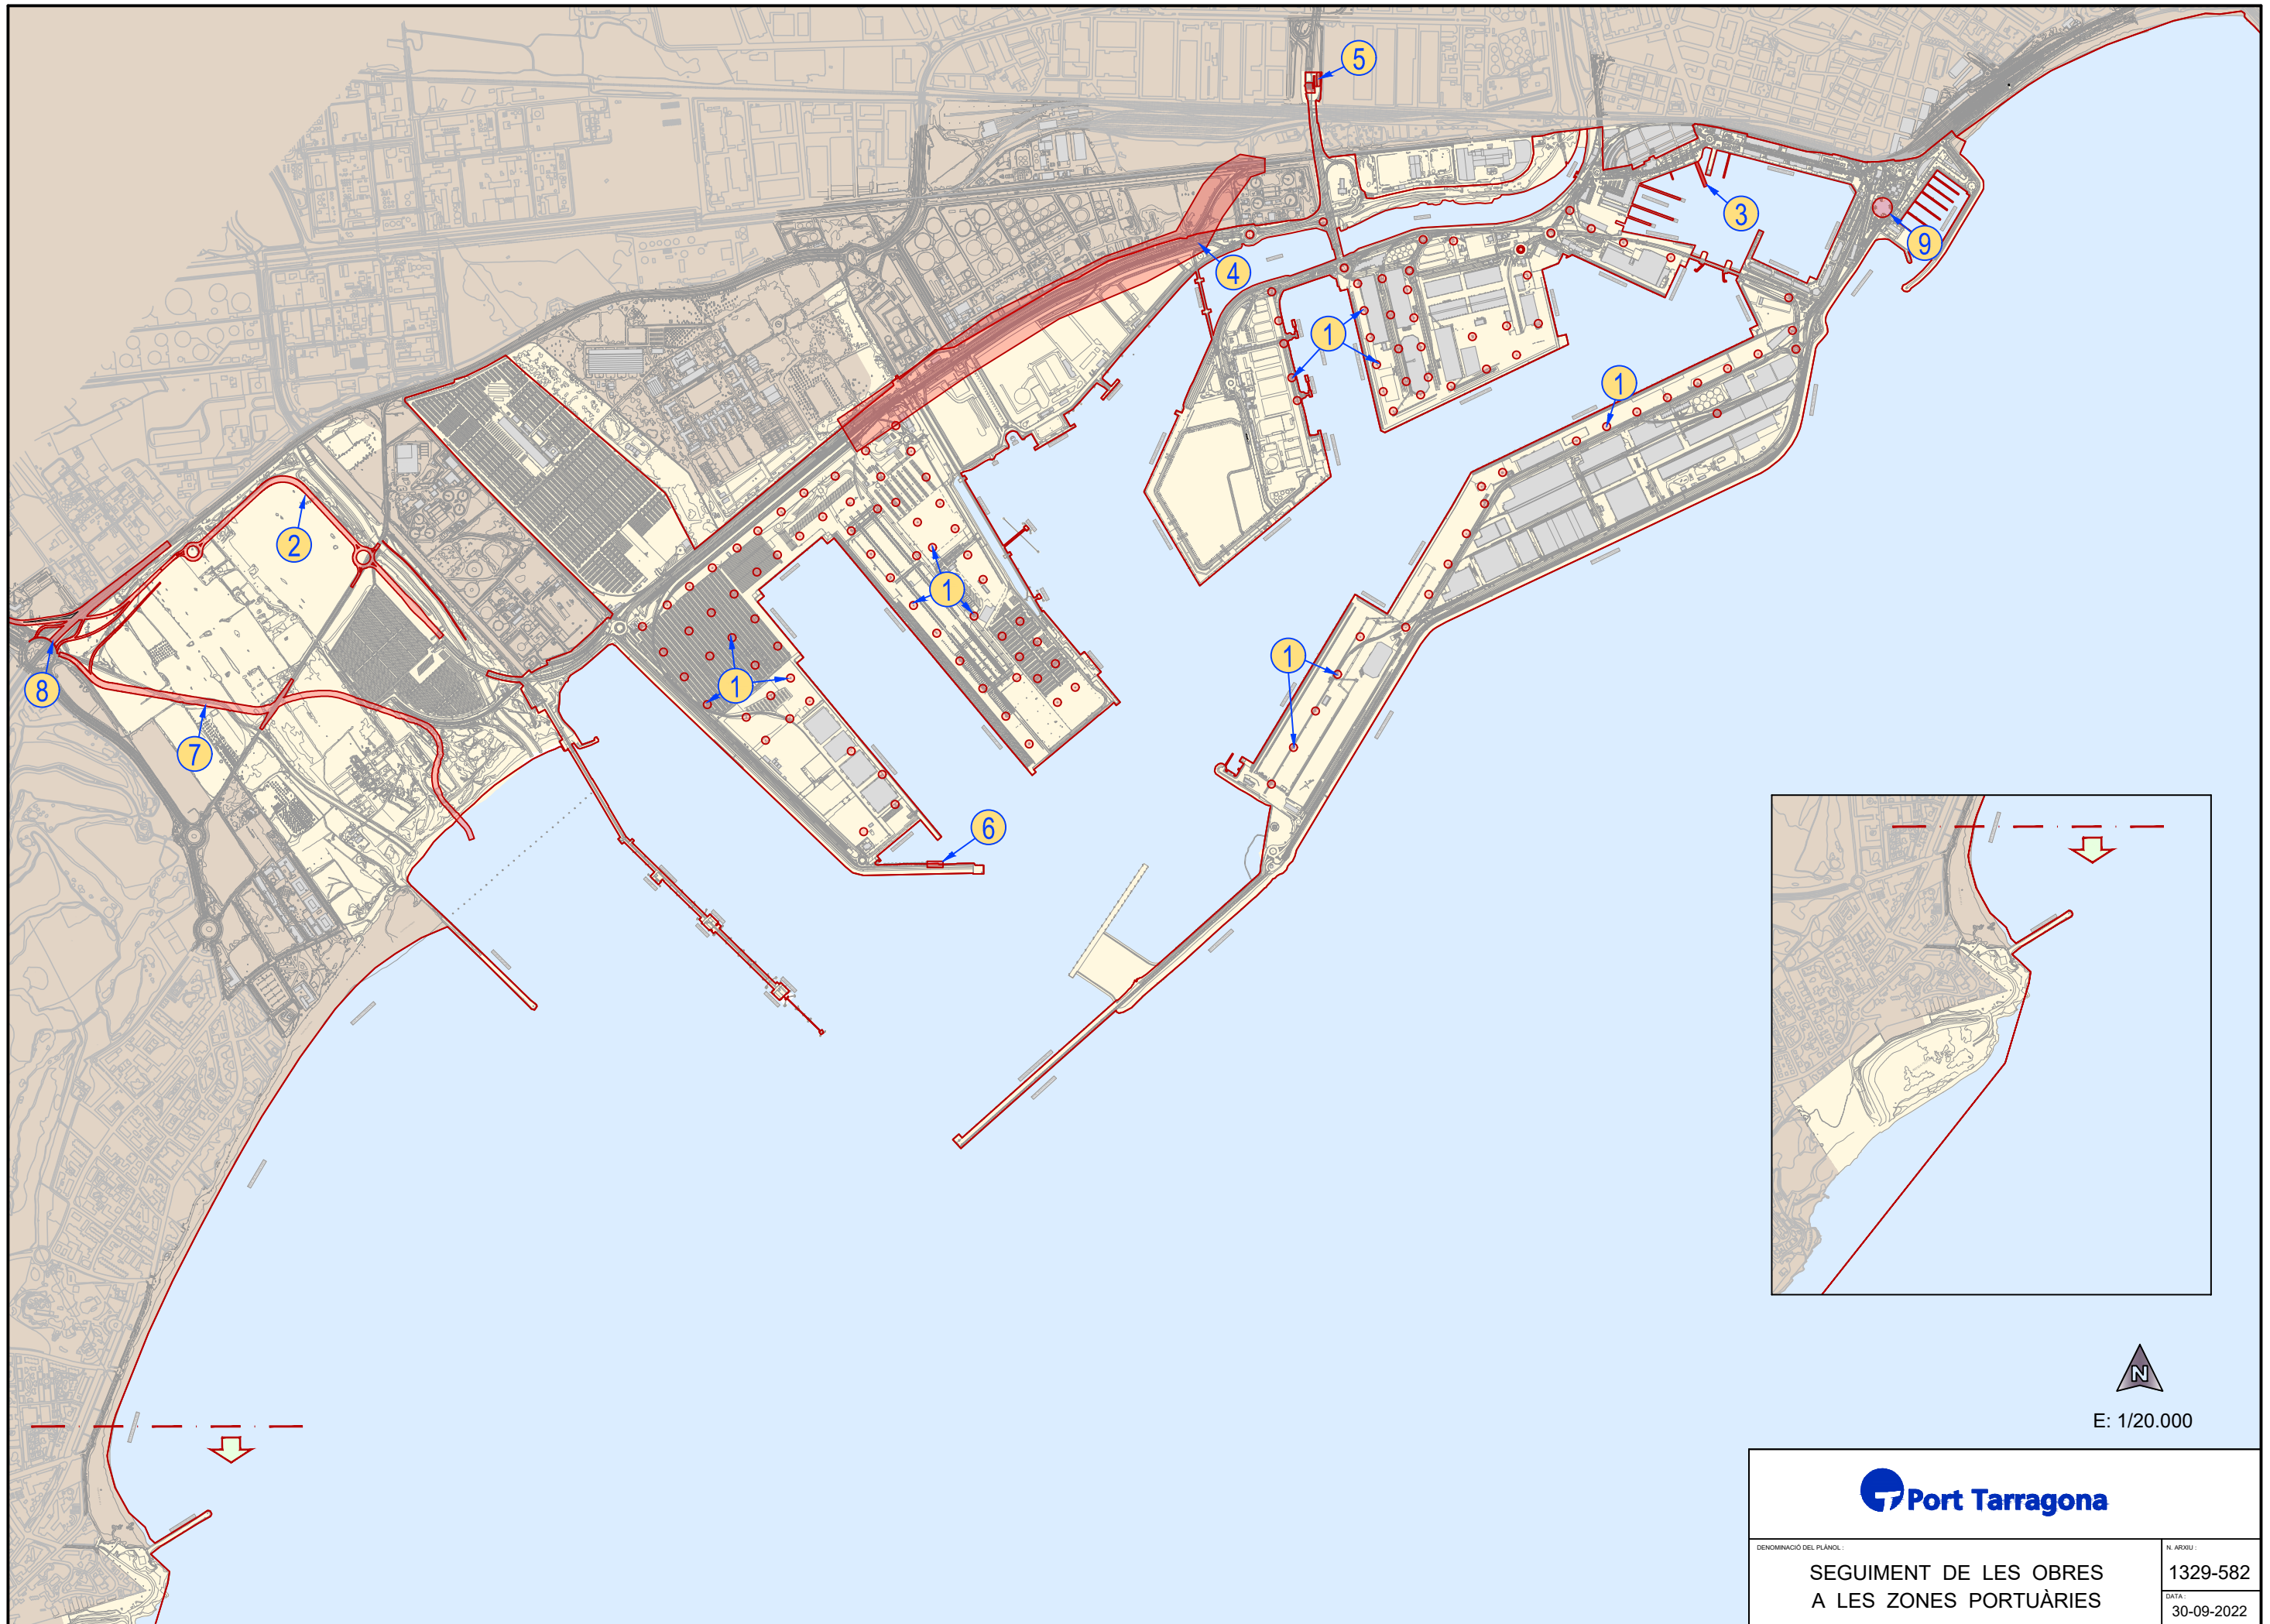 5
3
9
4
1
1
2
1
1
8
1
7
6
N
E: 1/20.000
Port Tarragona
DENOMINACIÓ DEL PLÀNOL :
SEGUIMENT DE LES OBRES
A LES ZONES PORTUÀRIES
N. ARXIU :
1329-582
DATA :
30-09-2022